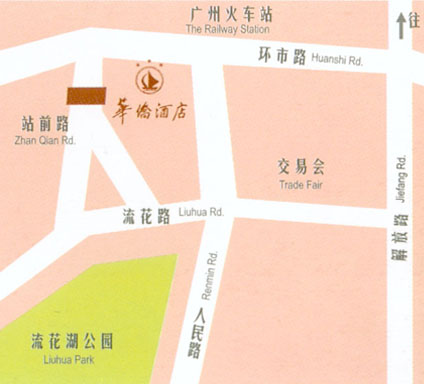 广州火车站
The Railway Station
往
环市路 Huanshi Rd.
華僑酒店
站前路
Zhan Qian Rd.
交易会
Trade Fair
流花路 Liuhua Rd.
解放路 Jiefang Rd.
人民路 Renmin Rd.
流花湖公园
Liuhua Park